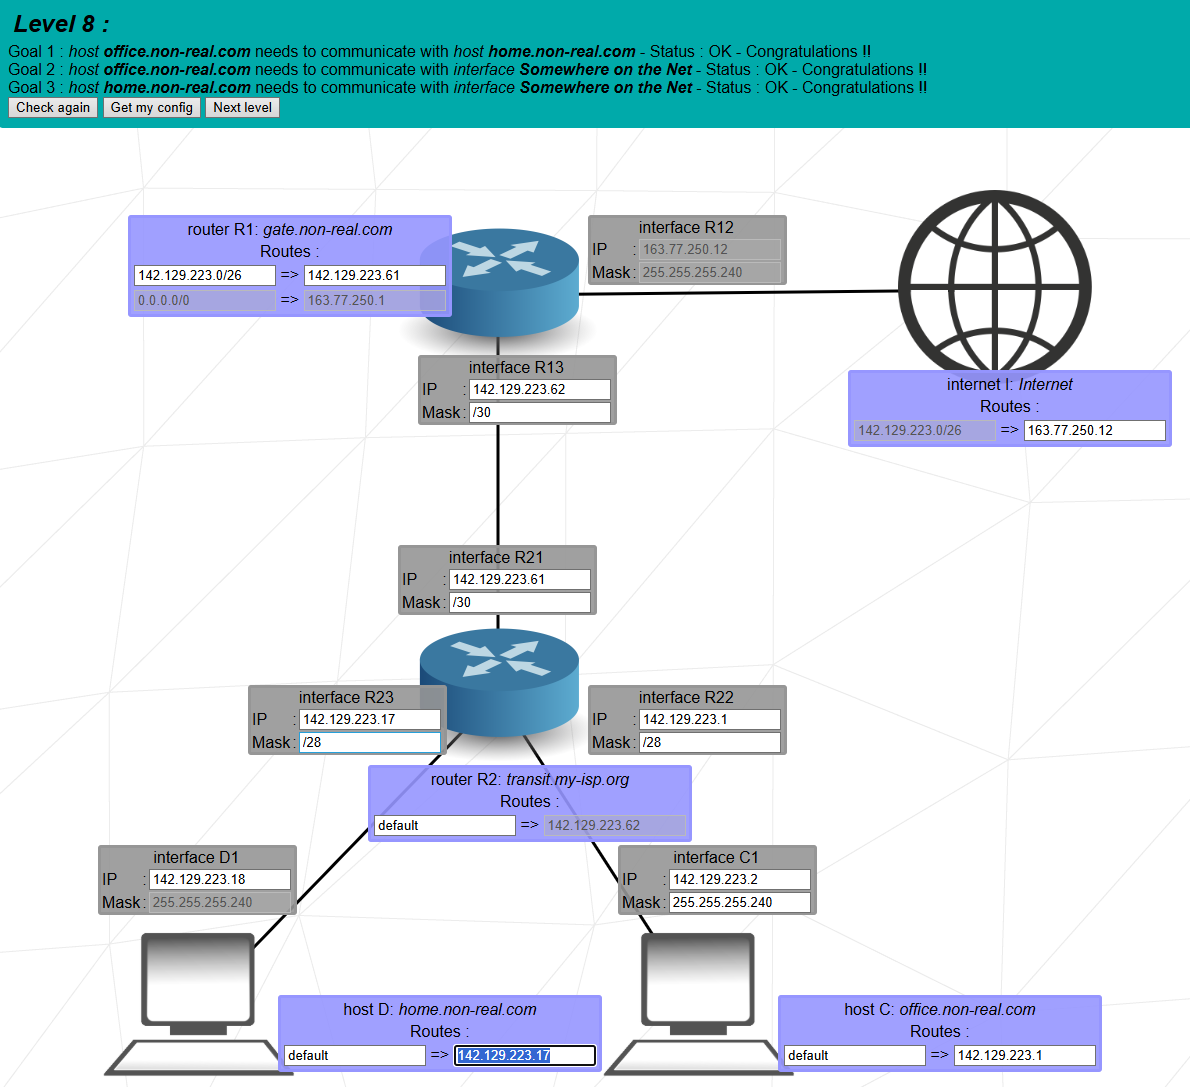 Level 8 :
Goal 1 : host office.non-real.com needs to communicate with host home.non-real.com - Status : OK - Congratulations !!
Goal 2 : host office.non-real.com needs to communicate with interface Somewhere on the Net - Status : OK - Congratulations !!
Goal 3 : host home.non-real.com needs to communicate with interface Somewhere on the Net - Status : OK - Congratulations !!
Check again Get my config Next level
router R1: gate.non-real.com
Routes :
142.129.223.0/26 => 142.129.223.61
0.0.0.0/0 => 163.77.250.1
interface R12
IP : 163.77.250.12
Mask : 255.255.255.240
interface R13
IP : 142.129.223.62
Mask : /30
internet I: Internet
Routes :
142.129.223.0/26 => 163.77.250.12
interface R21
IP : 142.129.223.61
Mask : /30
interface R23
IP : 142.129.223.17
Mask : /28
interface R22
IP : 142.129.223.1
Mask : /28
router R2: transit.my-isp.org
Routes :
default => 142.129.223.62
interface D1
IP : 142.129.223.18
Mask : 255.255.255.240
interface C1
IP : 142.129.223.2
Mask : 255.255.255.240
host D: home.non-real.com
Routes :
default => 142.129.223.17
host C: office.non-real.com
Routes :
default => 142.129.223.1